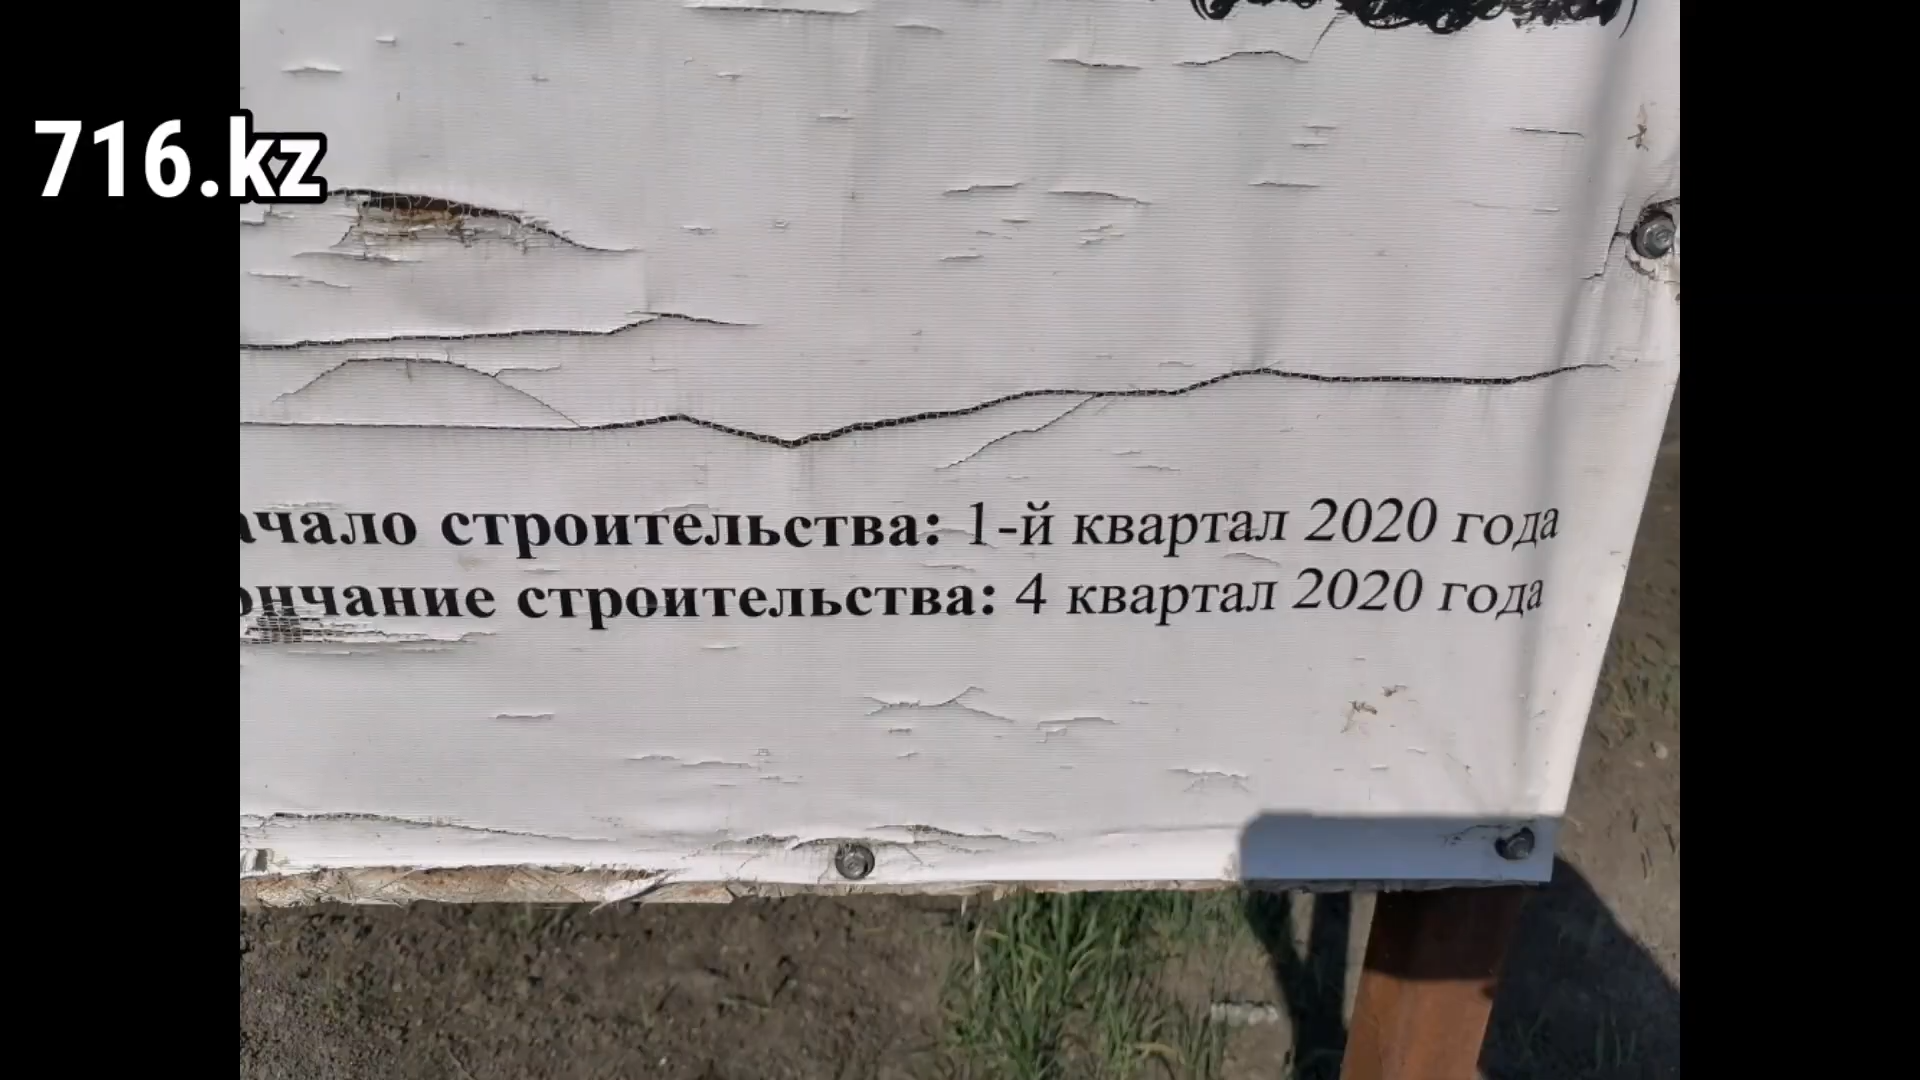 716.kz
ачало строительства: 1-й квартал 2020 года
ончание строительства: 4 квартал 2020 года